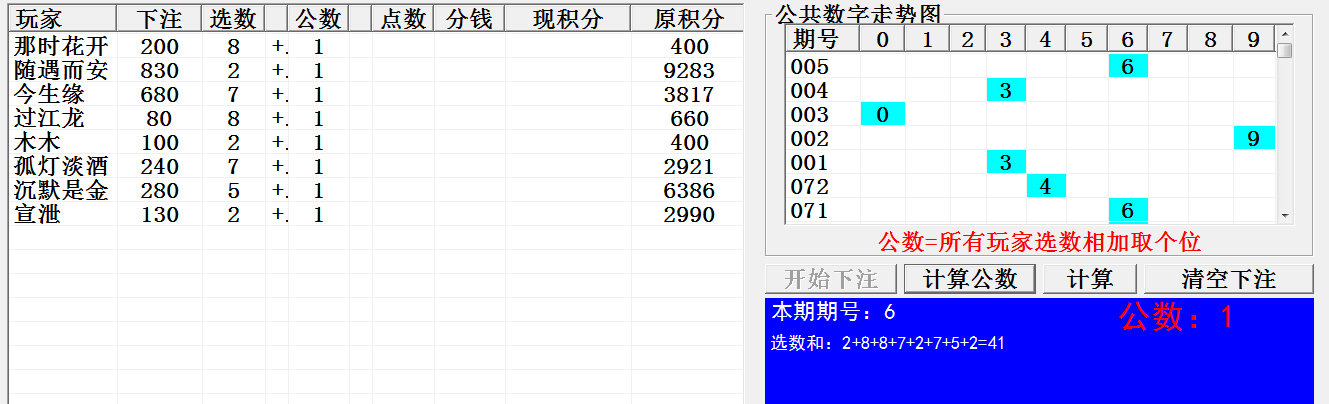 玩家 下注 选数 公数 点数 分钱 现积分 原积分
那时花开 200 8 +. 1 400
随遇而安 830 2 +. 1 9283
今生缘 680 7 +. 1 3817
过江龙 80 8 +. 1 660
木木 100 2 +. 1 400
孤灯淡酒 240 7 +. 1 2921
沉默是金 280 5 +. 1 6386
宣泄 130 2 +. 1 2990
公共数字走势图
期号 0 1 2 3 4 5 6 7 8 9
005 6
004 3
003 0
002 9
001 3
072 4
071 6
公数=所有玩家选数相加取个位
开始下注 计算公数 计算 清空下注
本期期号：6 公数：1
选数和：2+8+8+7+2+7+5+2=41